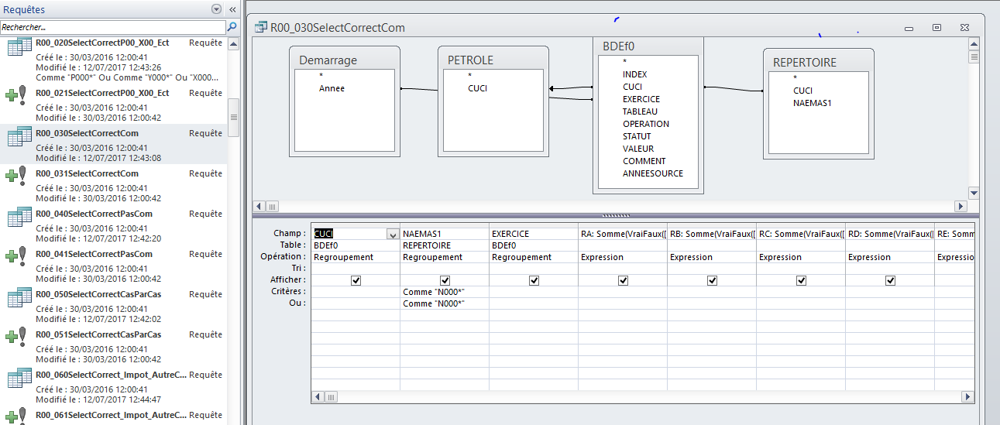 Requêtes
Rechercher...
R00_020SelectCorrectP00_X00_Ect Requête
Créé le : 30/03/2016 12:00:41
Modifié le : 12/07/2017 12:43:26
Comme "P000*" Ou Comme "Y000*" Ou "X000...
R00_021SelectCorrectP00_X00_Ect Requête
Créé le : 30/03/2016 12:00:41
Modifié le : 30/03/2016 12:00:42
R00_030SelectCorrectCom Requête
Créé le : 30/03/2016 12:00:41
Modifié le : 12/07/2017 12:43:08
R00_031SelectCorrectCom Requête
Créé le : 30/03/2016 12:00:41
Modifié le : 30/03/2016 12:00:42
R00_040SelectCorrectPasCom Requête
Créé le : 30/03/2016 12:00:41
Modifié le : 12/07/2017 12:42:20
R00_041SelectCorrectPasCom Requête
Créé le : 30/03/2016 12:00:41
Modifié le : 30/03/2016 12:00:42
R00_050SelectCorrectCasParCas Requête
Créé le : 30/03/2016 12:00:41
Modifié le : 12/07/2017 12:42:02
R00_051SelectCorrectCasParCas Requête
Créé le : 30/03/2016 12:00:41
Modifié le : 30/03/2016 12:00:42
R00_060SelectCorrect_Impot_AutreC... Requête
Créé le : 30/03/2016 12:00:41
Modifié le : 12/07/2017 12:44:47
R00_061SelectCorrect_Impot_AutreC... Requête
R00_030SelectCorrectCom
Demarrage
*
Annee
PETROLE
*
CUCI
BDEf0
*
INDEX
CUCI
EXERCICE
TABLEAU
OPERATION
STATUT
VALEUR
COMMENT
ANNEESOURCE
REPERTOIRE
*
CUCI
NAEMAS1
Champ : CUCI NAEMAS1 EXERCICE RA: Somme(VraiFaux([ RB: Somme(VraiFaux([ RC: Somme(VraiFaux([ RD: Somme(VraiFaux([ RE: Somm
Table : BDEf0 REPERTOIRE BDEf0
Opération : Regroupement Regroupement Regroupement Expression Expression Expression Expression Expres
Tri :
Afficher :
Critères : Comme "N000*"
Ou : Comme "N000*"